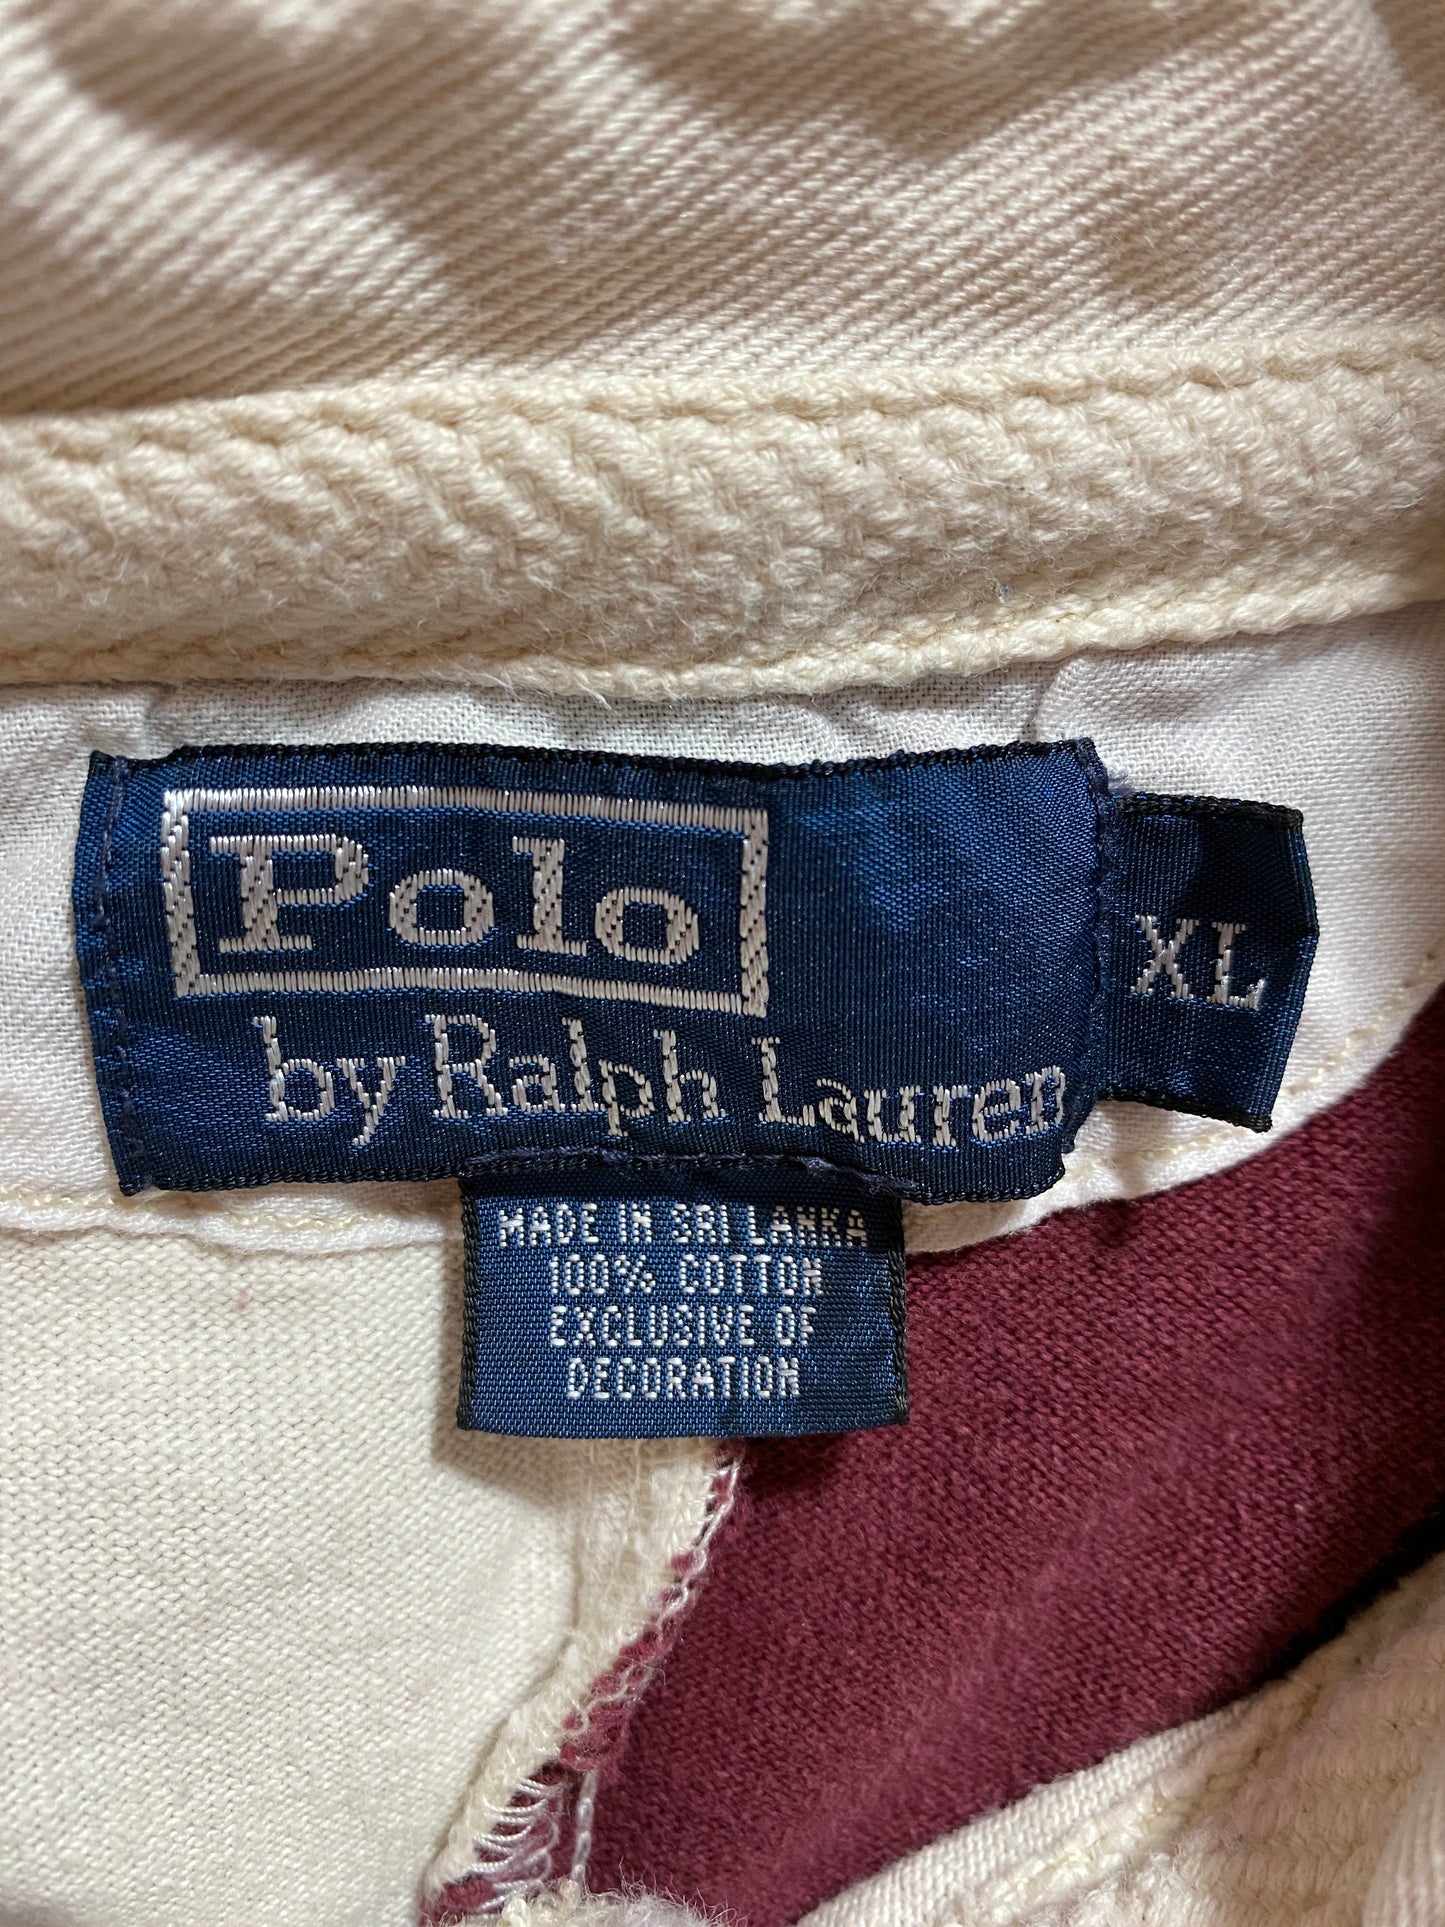 Polo
by Ralph Lauren
XL
MADE IN SRI LANKA
100% COTTON
EXCLUSIVE OF
DECORATION